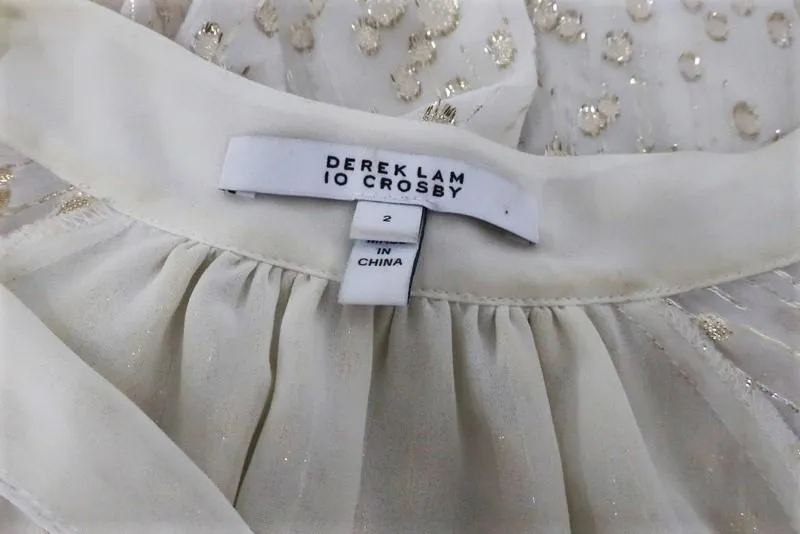 DEREK LAM
10 CROSBY
2
IN
CHINA